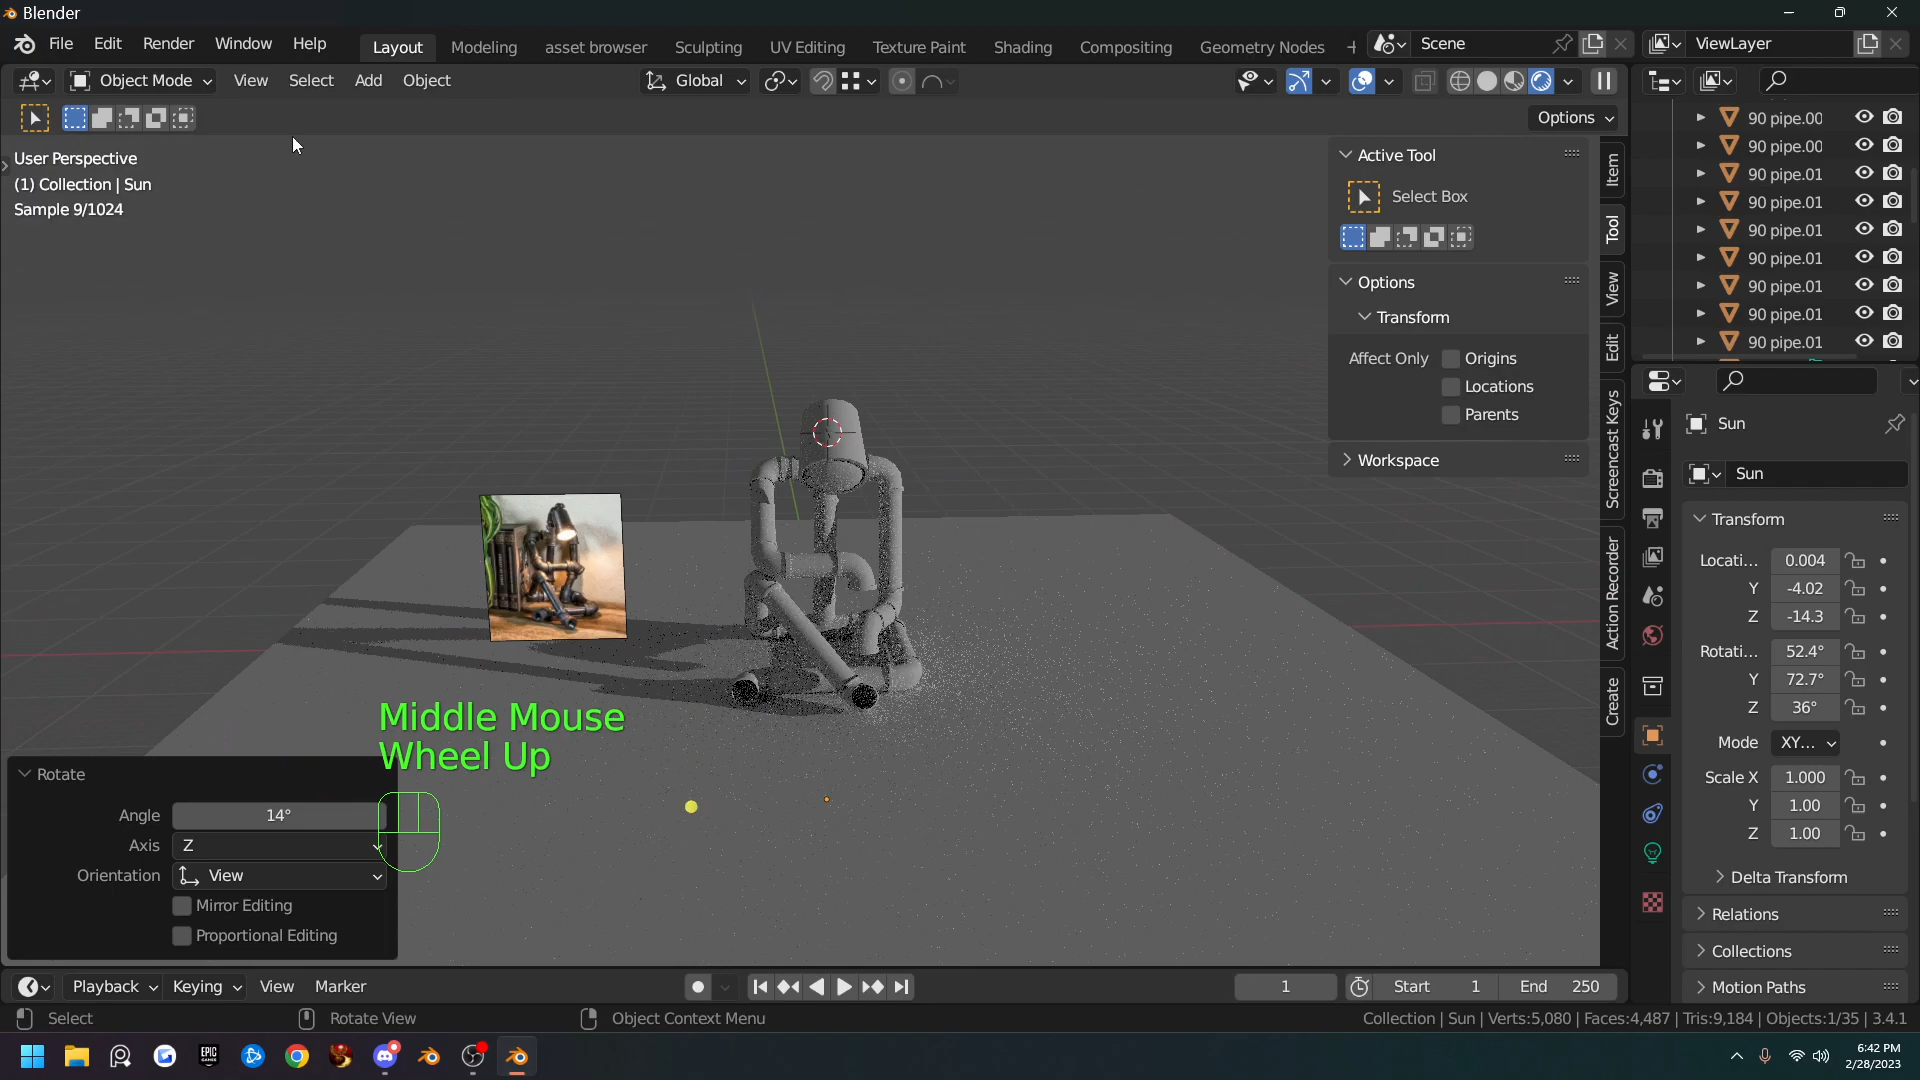 Blender
File Edit Render Window Help
Layout Modeling asset browser Sculpting UV Editing Texture Paint Shading Compositing Geometry Nodes
Scene
ViewLayer
Object Mode View Select Add Object
Global
Options
User Perspective
(1) Collection | Sun
Sample 9/1024
Active Tool
Select Box
Options
Transform
Affect Only Origins
Locations
Parents
Workspace
Item
Tool
View
Edit
Screencast Keys
Action Recorder
Create
90 pipe.00
90 pipe.00
90 pipe.01
90 pipe.01
90 pipe.01
90 pipe.01
90 pipe.01
90 pipe.01
90 pipe.01
Sun
Sun
Transform
Locati... 0.004
Y -4.02
Z -14.3
Rotati... 52.4°
Y 72.7°
Z 36°
Mode XY...
Scale X 1.000
Y 1.00
Z 1.00
Delta Transform
Relations
Collections
Motion Paths
Middle Mouse
Wheel Up
Rotate
Angle 14°
Axis Z
Orientation View
Mirror Editing
Proportional Editing
Playback Keying View Marker
1
Start 1
End 250
Select
Rotate View
Object Context Menu
Collection | Sun | Verts:5,080 | Faces:4,487 | Tris:9,184 | Objects:1/35 | 3.4.1
EPIC
GAMES
6:42 PM
2/28/2023